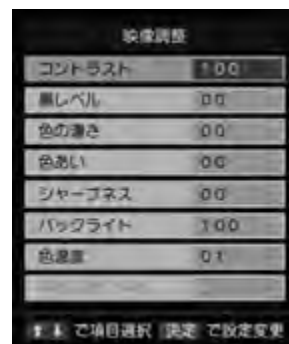 映像調整
コントラスト 100
黒レベル 00
色の濃さ 00
色あい 00
シャープネス 00
バックライト 100
色温度 01
⬆⬇ で項目選択 決定 で設定変更